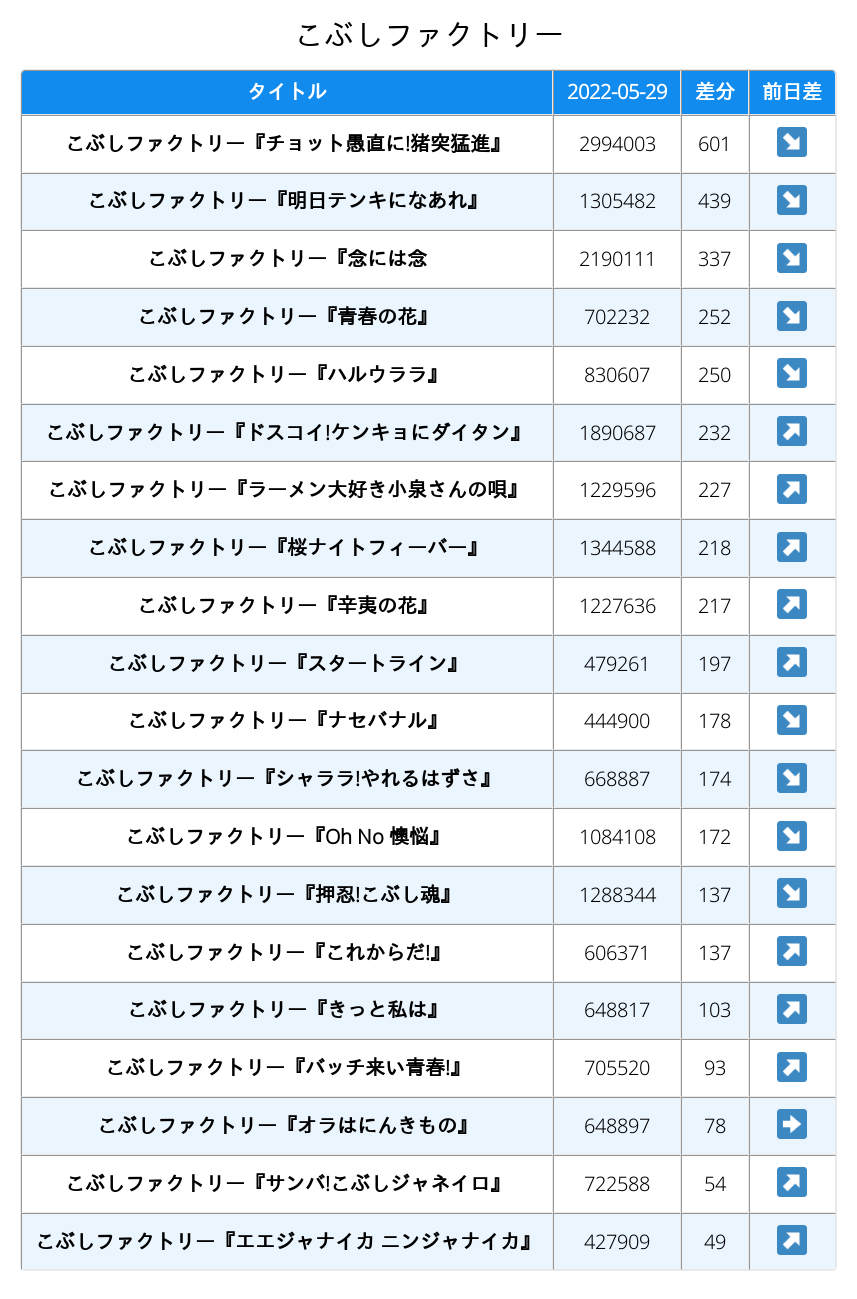 こぶしファクトリー
タイトル 2022-05-29 差分 前日差
こぶしファクトリー『チョット愚直に!猪突猛進』 2994003 601 ↘
こぶしファクトリー『明日テンキになあれ』 1305482 439 ↘
こぶしファクトリー『念には念 2190111 337 ↘
こぶしファクトリー『青春の花』 702232 252 ↘
こぶしファクトリー『ハルウララ』 830607 250 ↘
こぶしファクトリー『ドスコイ!ケンキョにダイタン』 1890687 232 ↗
こぶしファクトリー『ラーメン大好き小泉さんの唄』 1229596 227 ↗
こぶしファクトリー『桜ナイトフィーバー』 1344588 218 ↗
こぶしファクトリー『辛夷の花』 1227636 217 ↗
こぶしファクトリー『スタートライン』 479261 197 ↗
こぶしファクトリー『ナセバナル』 444900 178 ↘
こぶしファクトリー『シャララ!やれるはずさ』 668887 174 ↘
こぶしファクトリー『Oh No 懊悩』 1084108 172 ↘
こぶしファクトリー『押忍!こぶし魂』 1288344 137 ↘
こぶしファクトリー『これからだ!』 606371 137 ↗
こぶしファクトリー『きっと私は』 648817 103 ↗
こぶしファクトリー『バッチ来い青春!』 705520 93 ↗
こぶしファクトリー『オラはにんきもの』 648897 78 ➡
こぶしファクトリー『サンバ!こぶしジャネイロ』 722588 54 ↗
こぶしファクトリー『エエジャナイカ ニンジャナイカ』 427909 49 ↗